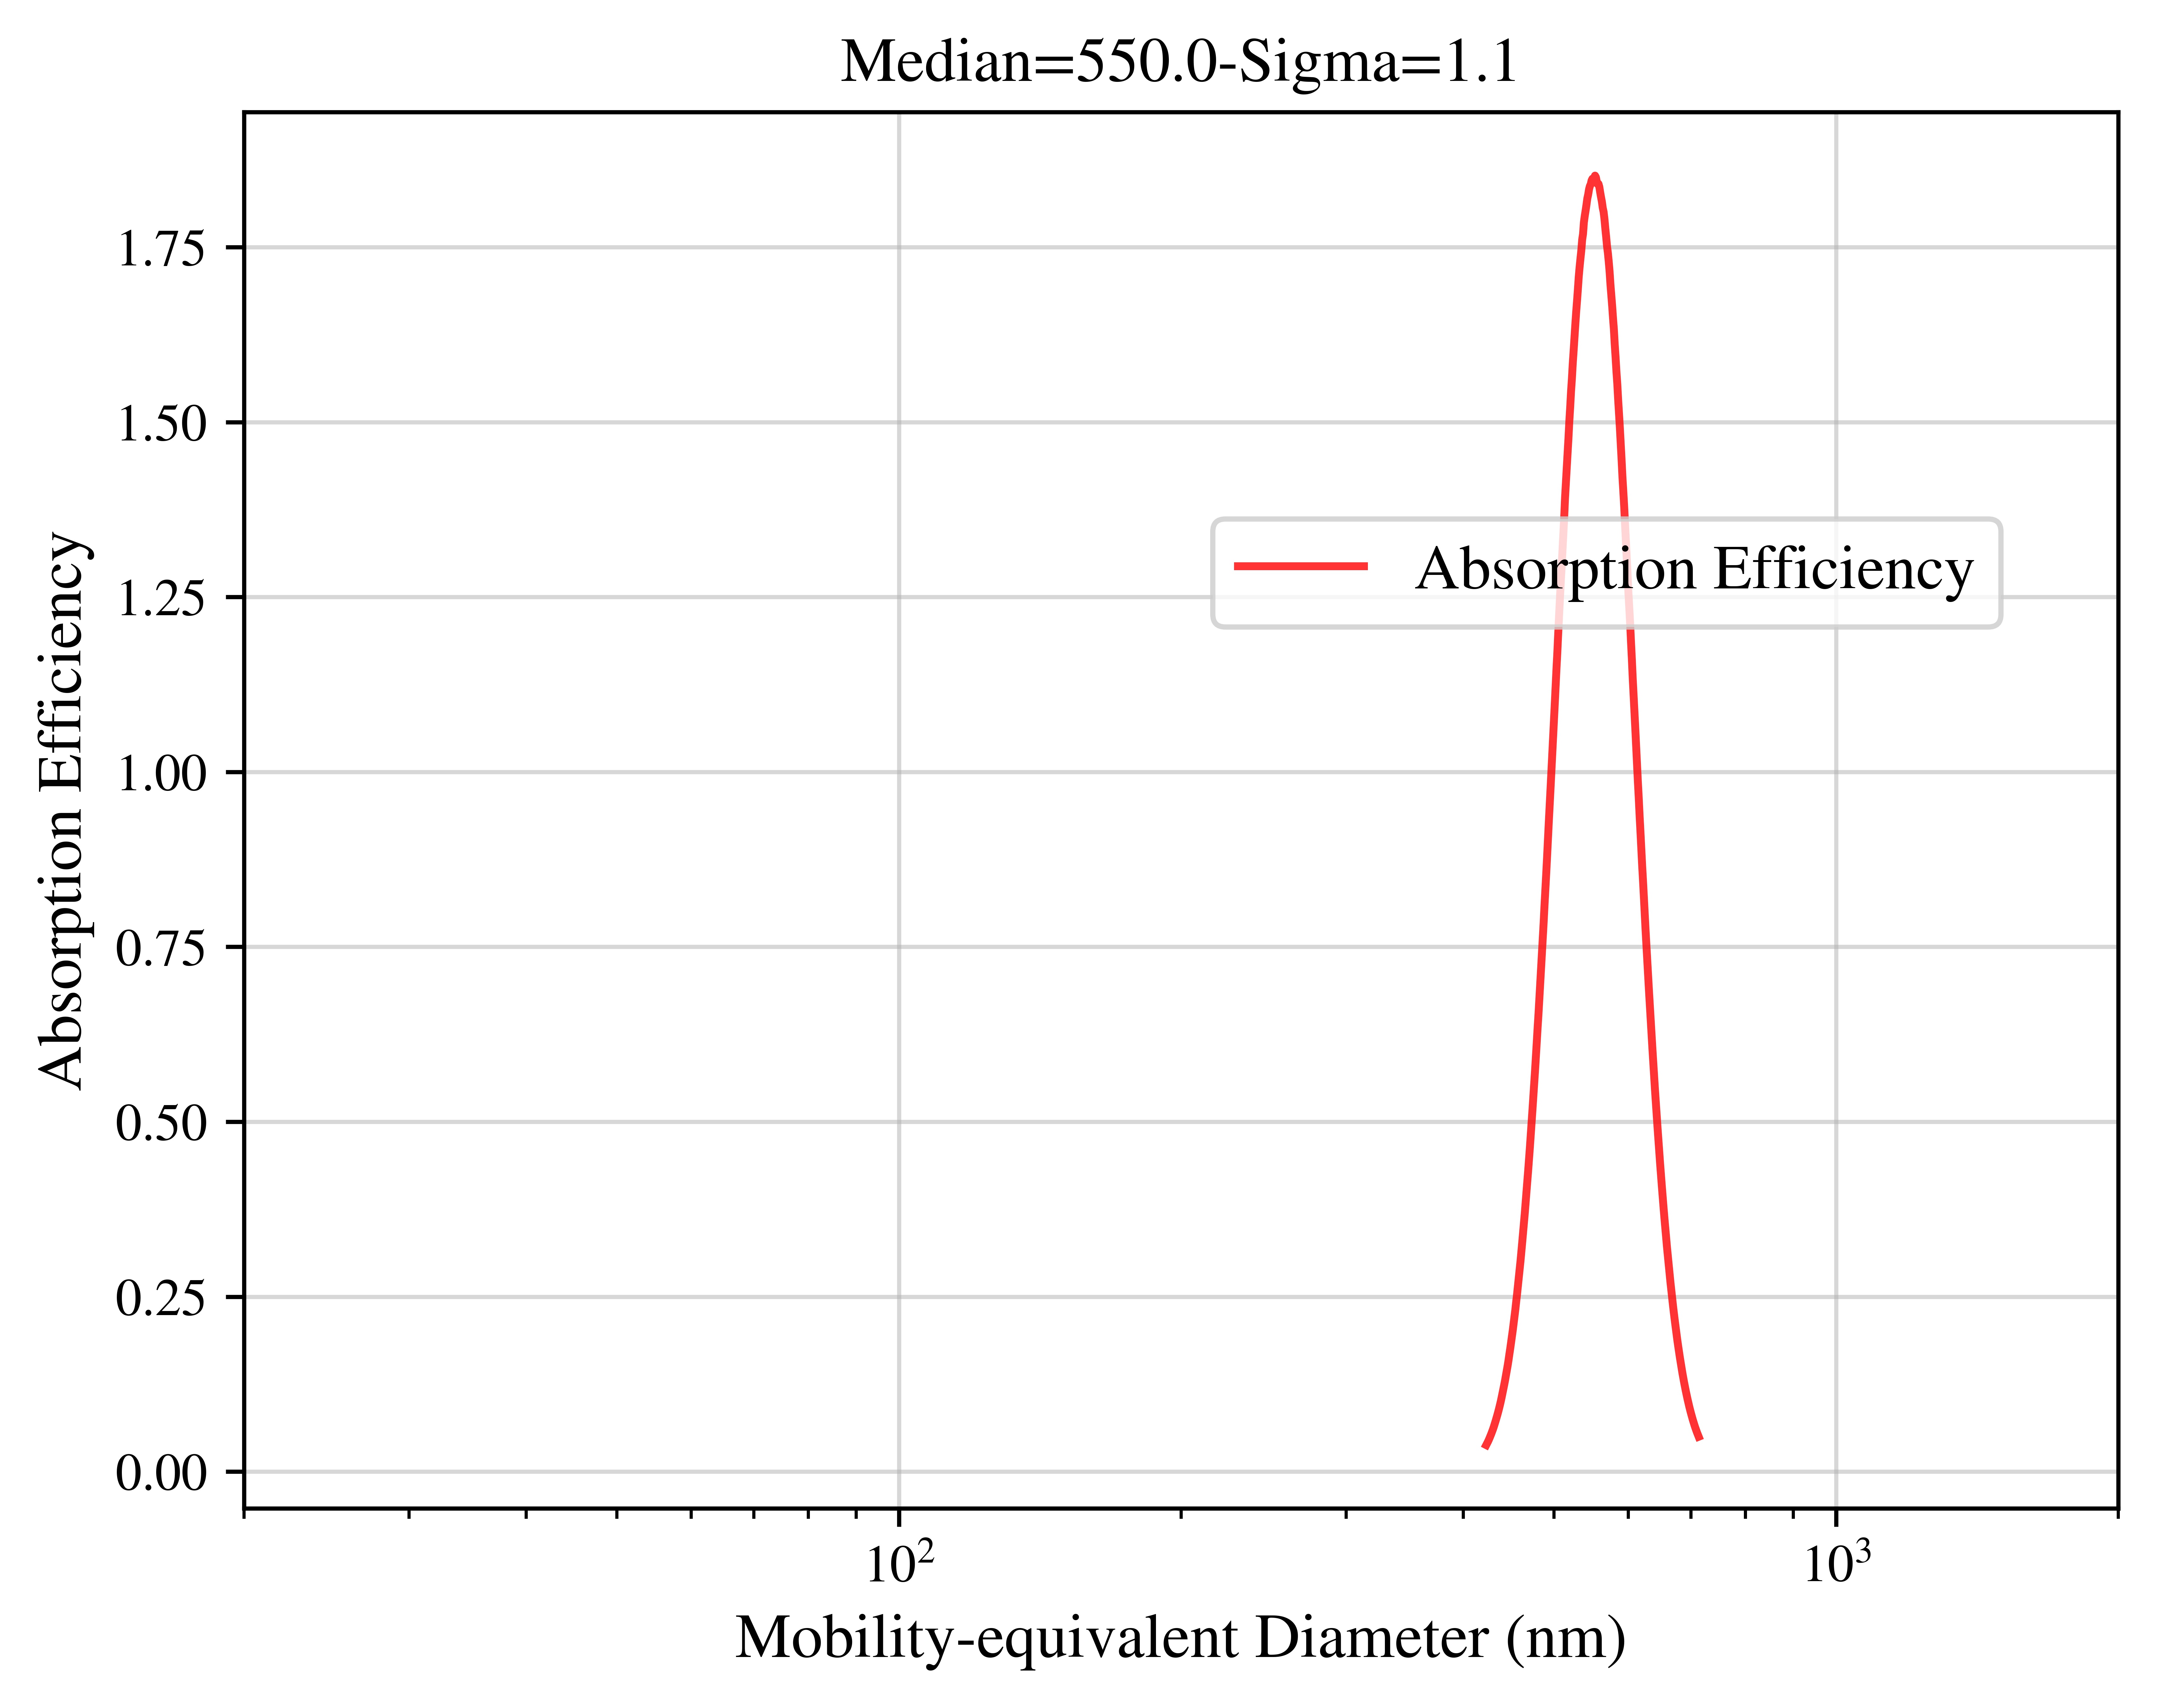 Median=550.0-Sigma=1.1
Absorption Efficiency
1.75
1.50
1.25
1.00
0.75
0.50
0.25
0.00
Absorption Efficiency
10²
10³
Mobility-equivalent Diameter (nm)